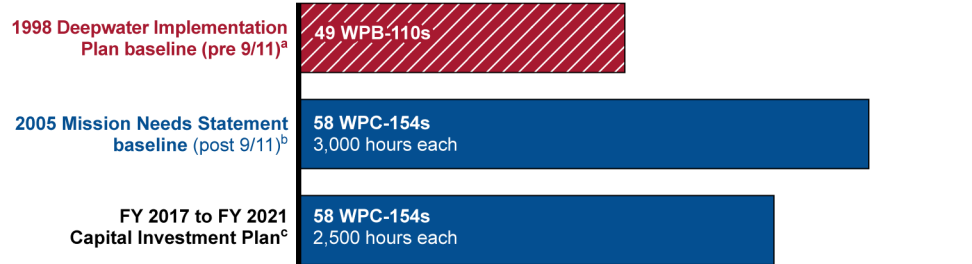 1998 Deepwater Implementation
Plan baseline (pre 9/11)a
49 WPB-110s
2005 Mission Needs Statement
baseline (post 9/11)b
58 WPC-154s
3,000 hours each
FY 2017 to FY 2021
Capital Investment Planc
58 WPC-154s
2,500 hours each